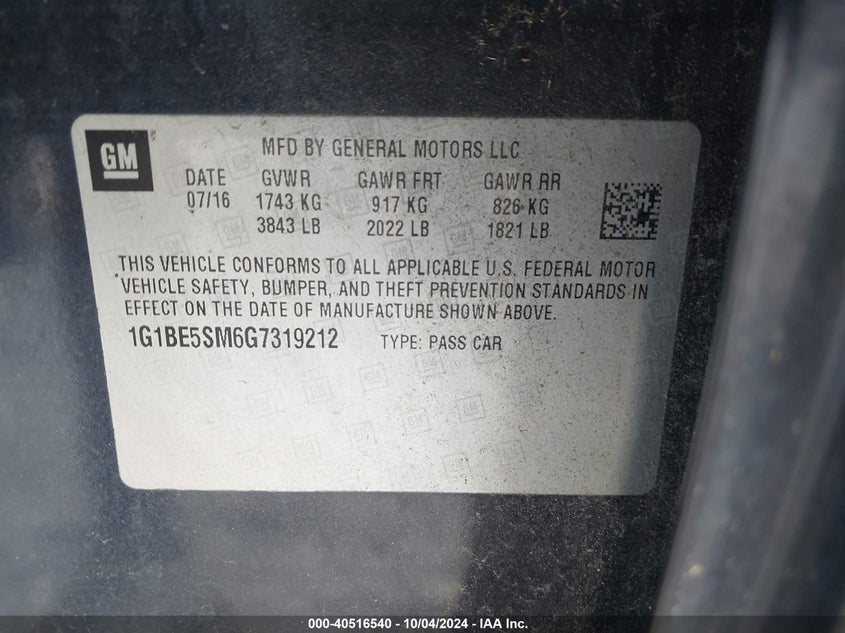 GM
MFD BY GENERAL MOTORS LLC
DATE GVWR GAWR FRT GAWR RR
07/16 1743 KG 917 KG 826 KG
3843 LB 2022 LB 1821 LB
THIS VEHICLE CONFORMS TO ALL APPLICABLE U.S. FEDERAL MOTOR
VEHICLE SAFETY, BUMPER, AND THEFT PREVENTION STANDARDS IN
EFFECT ON THE DATE OF MANUFACTURE SHOWN ABOVE.
1G1BE5SM6G7319212 TYPE: PASS CAR
000-40516540 - 10/04/2024 - IAA Inc.